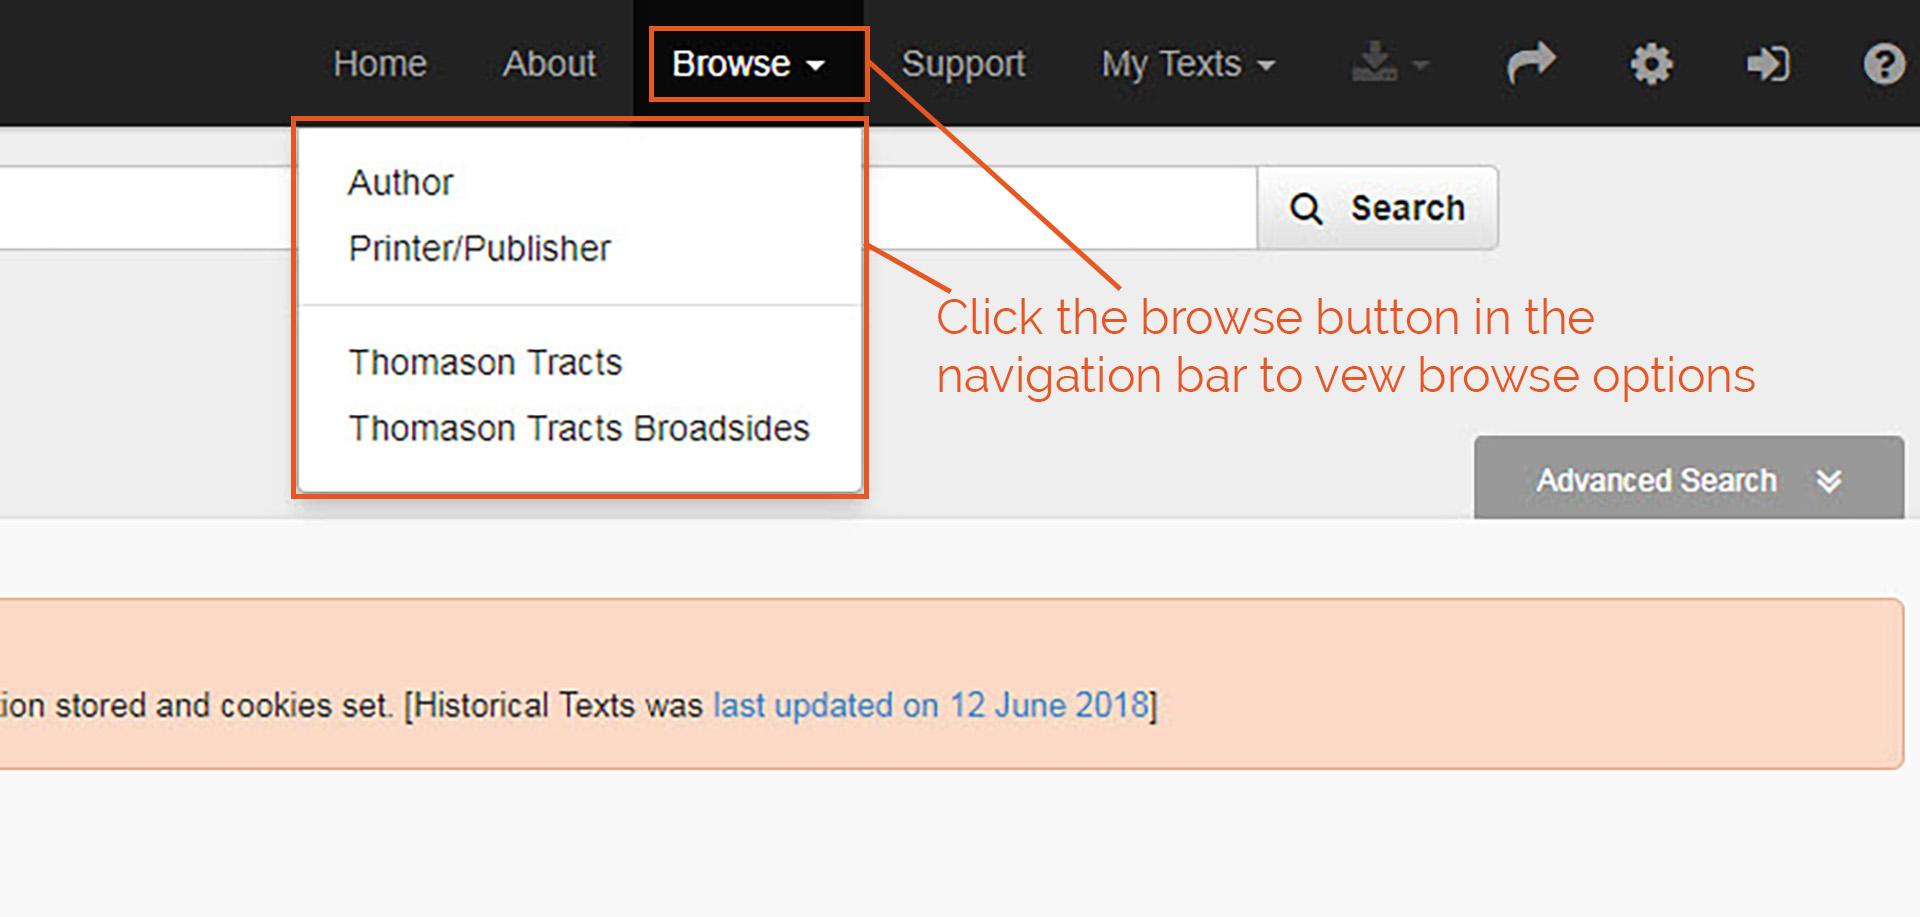 Home About Browse Support My Texts
Author
Printer/Publisher
Search
Thomason Tracts
Thomason Tracts Broadsides
Click the browse button in the
navigation bar to vew browse options
Advanced Search
stored and cookies set. [Historical Texts was last updated on 12 June 2018]